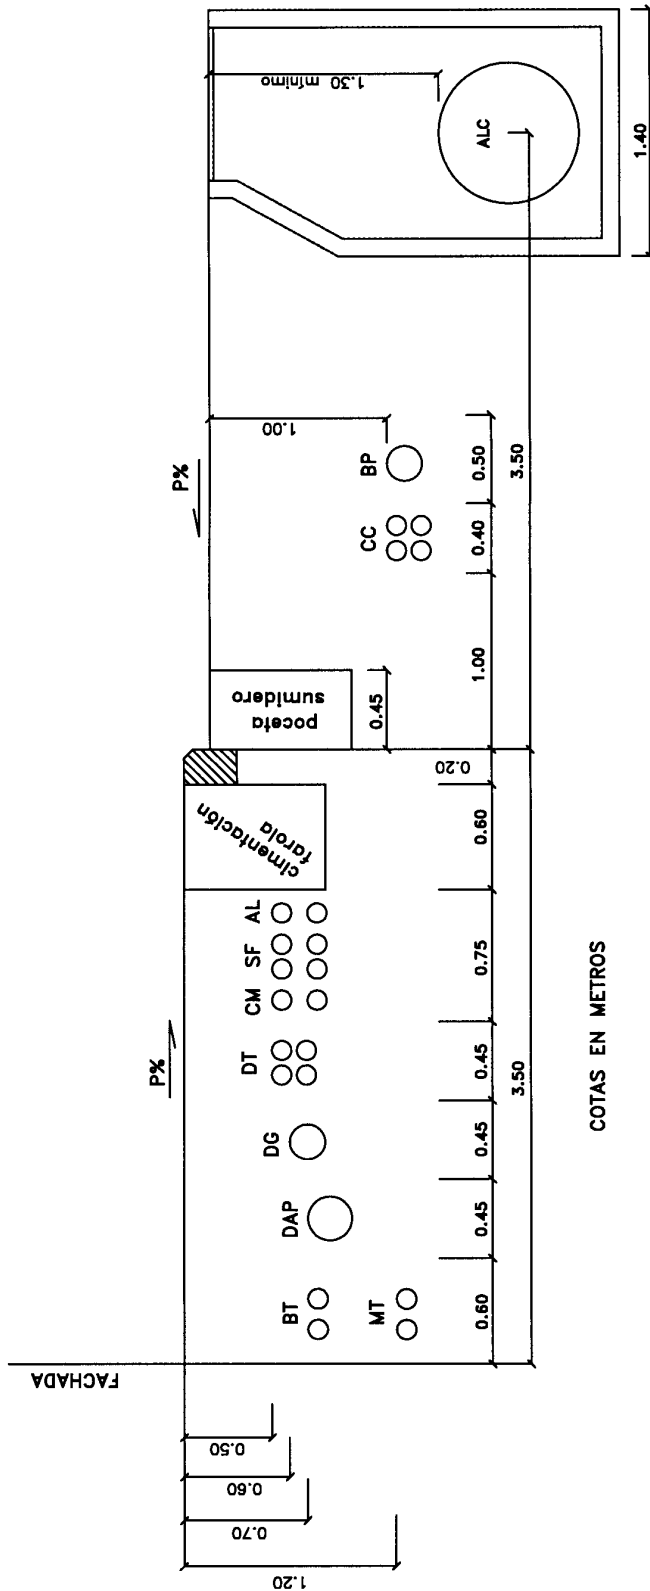 FACHADA
0.50
0.60
0.70
1.20
P%
P%
BT
MT
DAP
DG
DT
CM
SF
AL
cimentación
farola
poceta
sumidero
CC
BP
ALC
1.00
1.30 mínimo
0.45
0.60
0.45
0.45
0.45
0.75
0.60
0.20
1.00
0.40
0.50
3.50
3.50
1.40
COTAS EN METROS